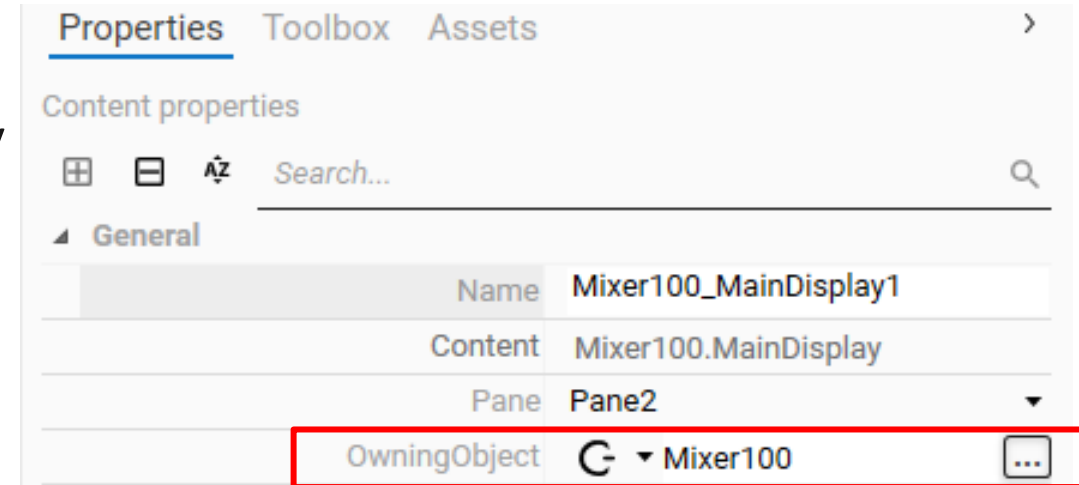 Properties Toolbox Assets
Content properties
Search...
General
Name Mixer100_MainDisplay1
Content Mixer100.MainDisplay
Pane Pane2
OwningObject Mixer100 ...